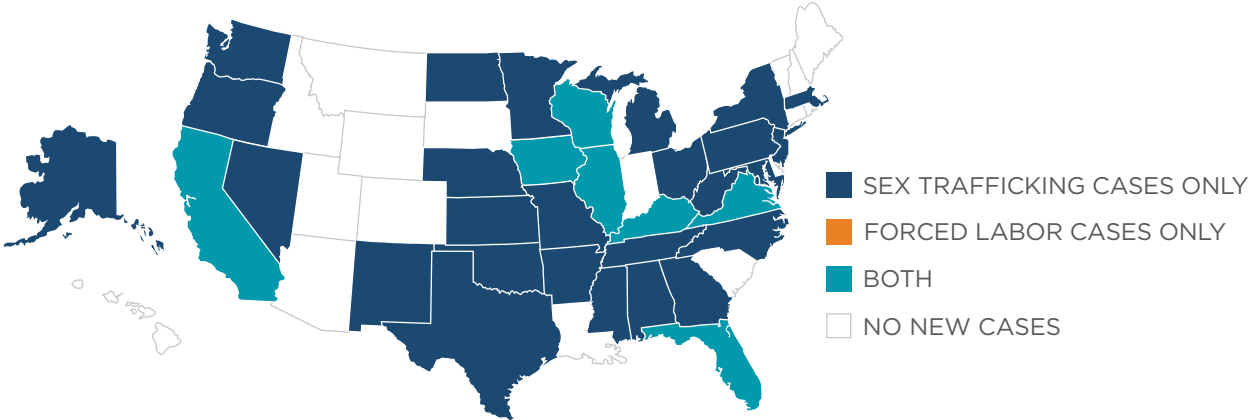 SEX TRAFFICKING CASES ONLY
FORCED LABOR CASES ONLY
BOTH
NO NEW CASES